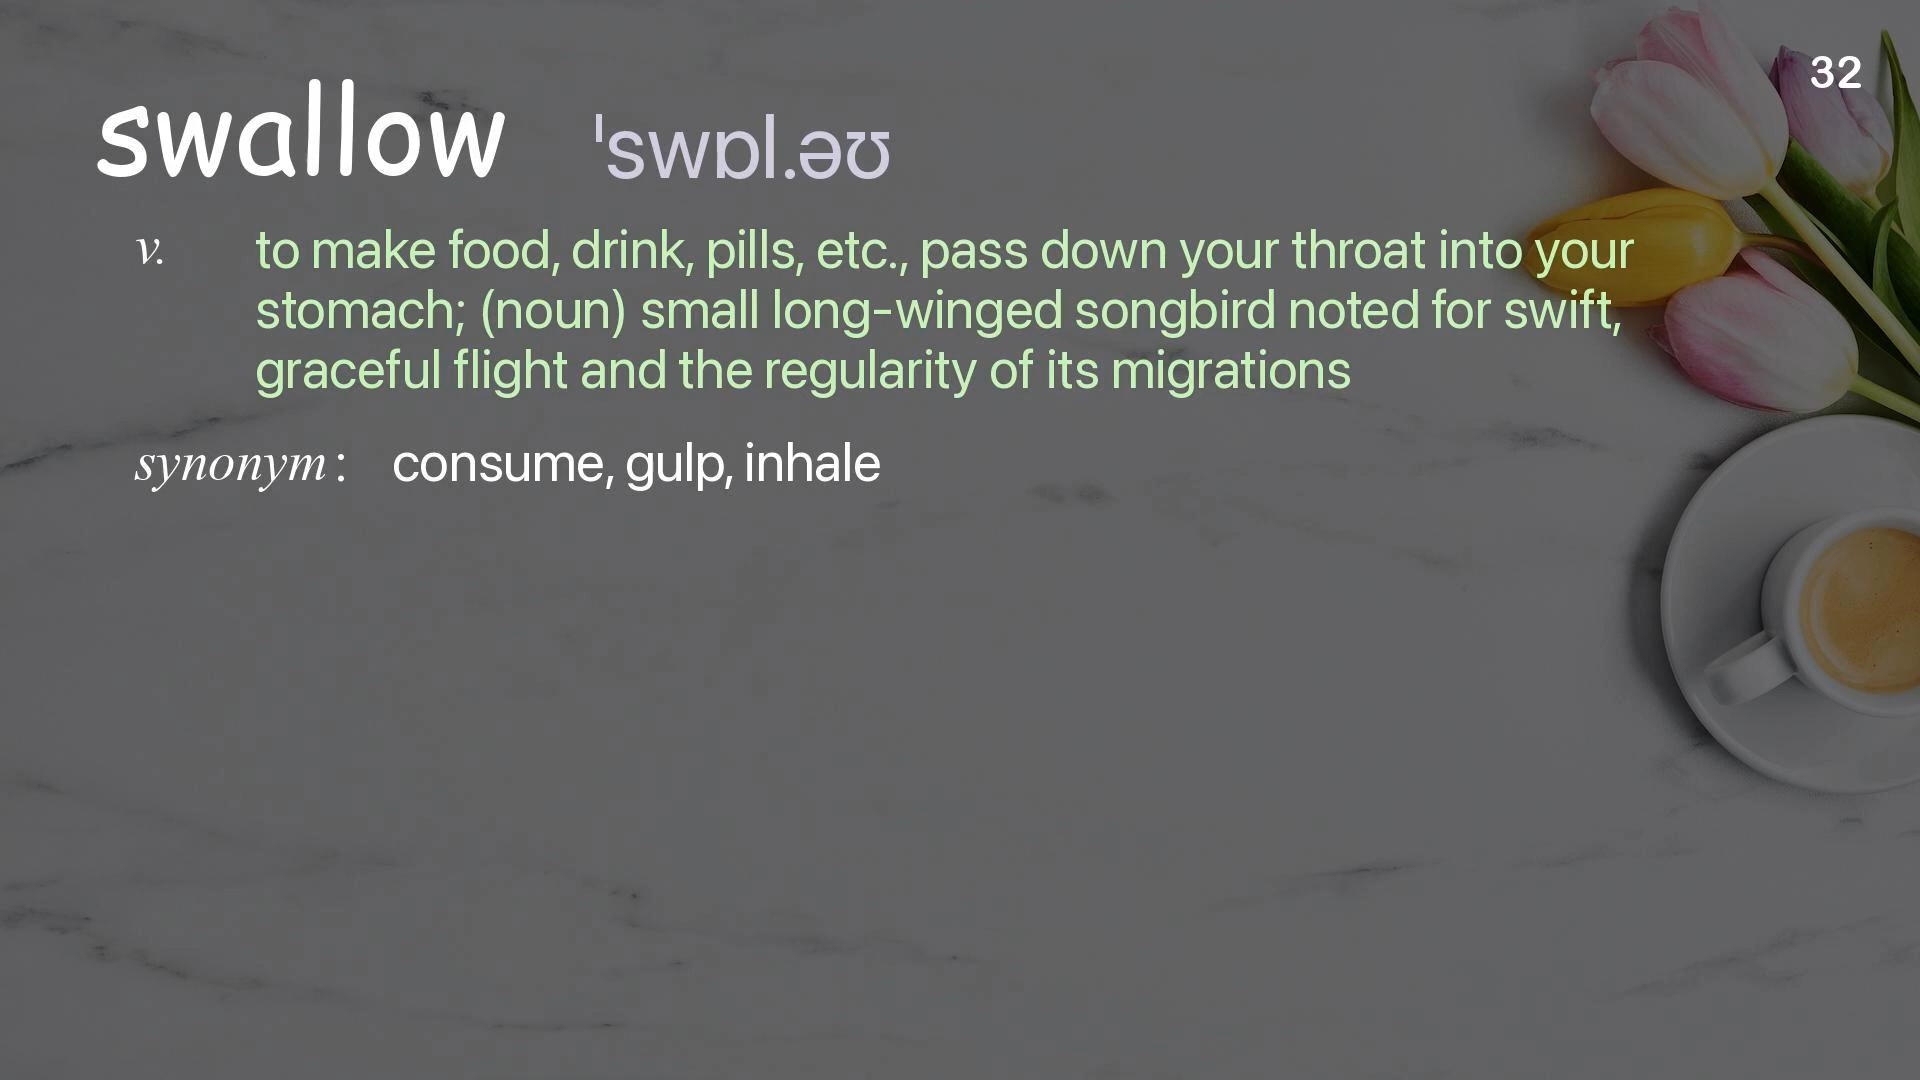 32
swallow ˈswɒl.əʊ
v. to make food, drink, pills, etc., pass down your throat into your
stomach; (noun) small long-winged songbird noted for swift,
graceful flight and the regularity of its migrations
synonym: consume, gulp, inhale